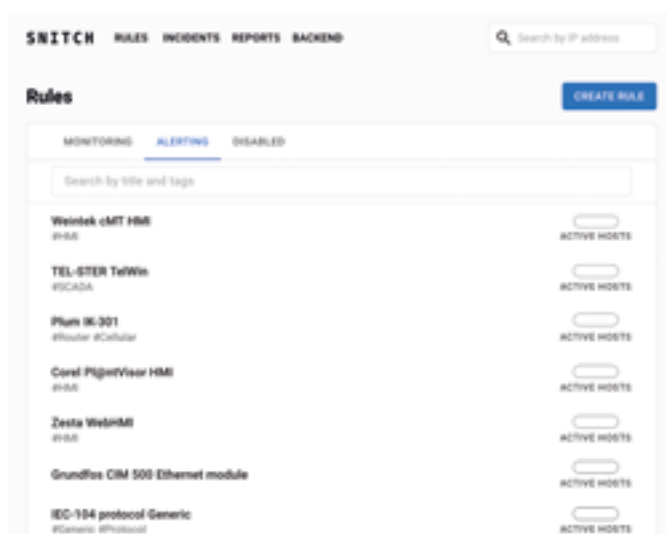 SNITCH RULES INCIDENTS REPORTS BACKEND Search by IP address
Rules CREATE RULE
MONITORING ALERTING DISABLED
Search by title and tags
Weintek cMT HMI
#HMI ACTIVE HOSTS
TEL-STER TelWin
#SCADA ACTIVE HOSTS
Plum IK-301
#Router #Cellular ACTIVE HOSTS
Corel Pl@ntVisor HMI
#HMI ACTIVE HOSTS
Zesta WebHMI
#HMI ACTIVE HOSTS
Grundfos CIM 500 Ethernet module
ACTIVE HOSTS
IEC-104 protocol Generic
#Generic #Protocol ACTIVE HOSTS